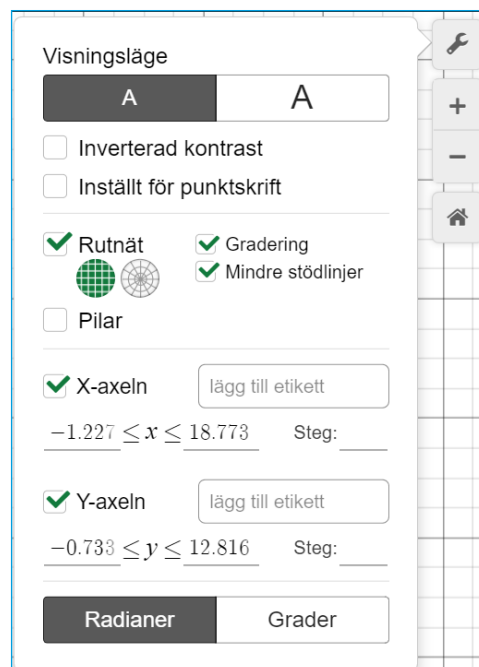 Visningsläge
A A
Inverterad kontrast
Inställt för punktskrift
Rutnät Gradering
Mindre stödlinjer
Pilar
X-axeln lägg till etikett
−1.227 ≤ x ≤ 18.773 Steg:
Y-axeln lägg till etikett
−0.733 ≤ y ≤ 12.816 Steg:
Radianer Grader